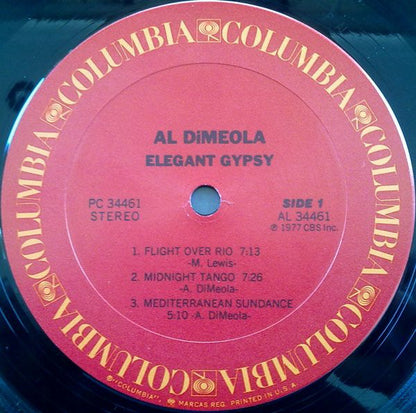 COLUMBIA COLUMBIA COLUMBIA COLUMBIA COLUMBIA COLUMBIA
AL DiMEOLA
ELEGANT GYPSY
PC 34461
STEREO
SIDE 1
AL 34461
℗ 1977 CBS Inc.
1. FLIGHT OVER RIO 7:13
-M. Lewis-
2. MIDNIGHT TANGO 7:26
-A. DiMeola-
3. MEDITERRANEAN SUNDANCE
5:10 -A. DiMeola-
®"COLUMBIA", MARCAS REG. PRINTED IN U.S.A.